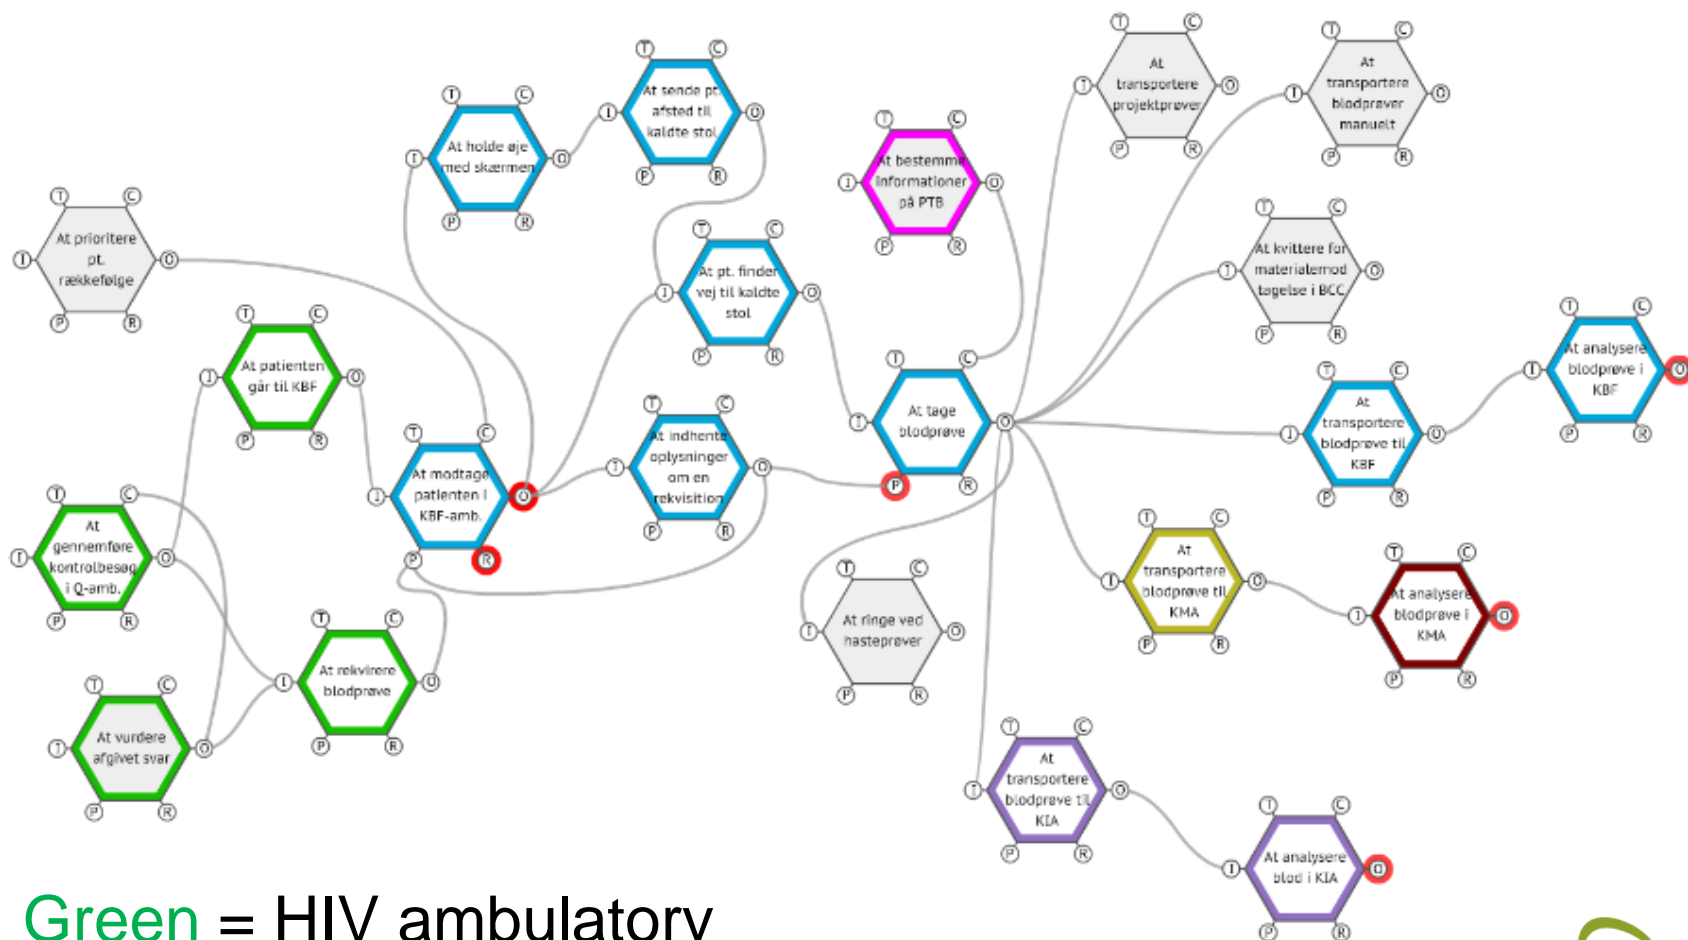 T C
At sende pt.
afsted til
kaldte stol
I O
P R
T C
At holde øje
med skærmen
I O
P R
T C
At
transportere
projektprøver
I O
P R
T C
At
transportere
blodprøver
manuelt
I O
P R
T C
At bestemme
informationer
på PTB
I O
P R
T C
At prioritere
pt.
rækkefølge
I O
P R
T C
At pt. finder
vej til kaldte
stol
I O
P R
T C
At kvittere for
materialemod
tagelse i BCC
I O
P R
T C
At patienten
går til KBF
I O
P R
T C
At analysere
blodprøve i
KBF
I O
P R
T C
At tage
blodprøve
I O
P R
T C
At
transportere
blodprøve til
KBF
I O
P R
T C
At modtage
patienten i
KBF-amb.
I O
P R
T C
At indhente
oplysninger
om en
rekvisition
I O
P R
T C
At
gennemføre
kontrolbesøg
i Q-amb.
I O
P R
T C
At
transportere
blodprøve til
KMA
I O
P R
T C
At analysere
blodprøve i
KMA
I O
P R
T C
At ringe ved
hasteprøver
I O
P R
T C
At rekvirere
blodprøve
I O
P R
T C
At vurdere
afgivet svar
I O
P R
T C
At
transportere
blodprøve til
KIA
I O
P R
T C
At analysere
blod i KIA
I O
P R
Green = HIV ambulatory